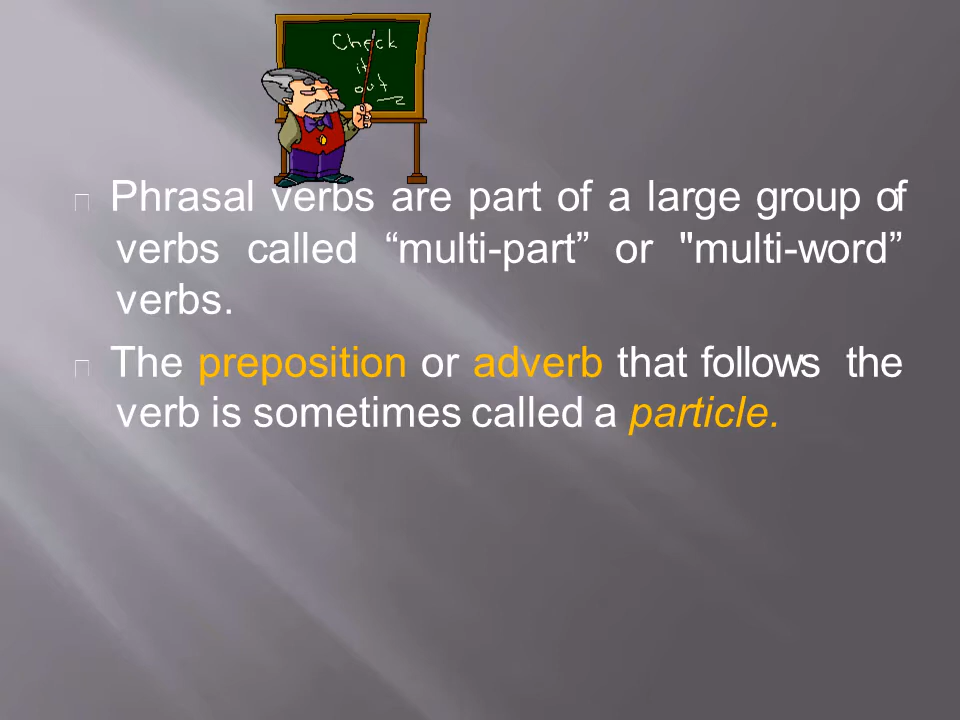 Check
it
out
Phrasal verbs are part of a large group of
verbs called “multi-part” or "multi-word”
verbs.
The preposition or adverb that follows the
verb is sometimes called a particle.